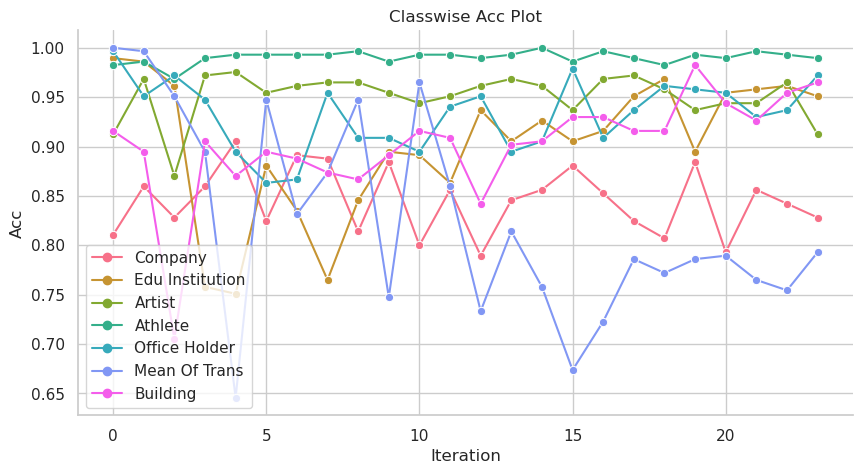 Classwise Acc Plot
Acc
1.00
0.95
0.90
0.85
0.80
0.75
0.70
0.65
Company
Edu Institution
Artist
Athlete
Office Holder
Mean Of Trans
Building
0 5 10 15 20
Iteration